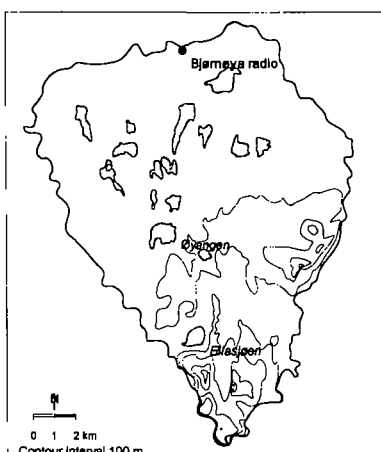 Bjørnøya radio
Øyangen
Ellasjøen
N
0 1 2 km
Contour interval 100 m